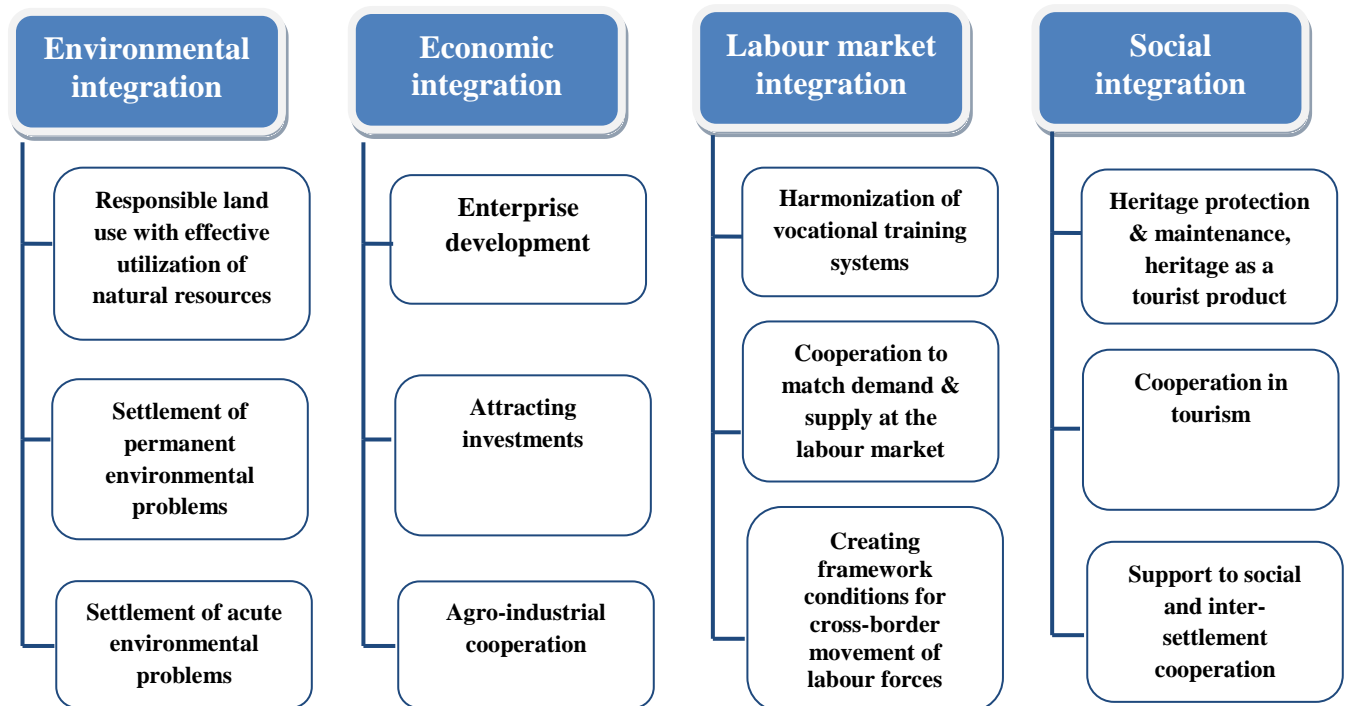 Environmental
integration
Responsible land
use with effective
utilization of
natural resources
Settlement of
permanent
environmental
problems
Settlement of acute
environmental
problems
Economic
integration
Enterprise
development
Attracting
investments
Agro-industrial
cooperation
Labour market
integration
Harmonization of
vocational training
systems
Cooperation to
match demand &
supply at the
labour market
Creating
framework
conditions for
cross-border
movement of
labour forces
Social
integration
Heritage protection
& maintenance,
heritage as a
tourist product
Cooperation in
tourism
Support to social
and inter-
settlement
cooperation